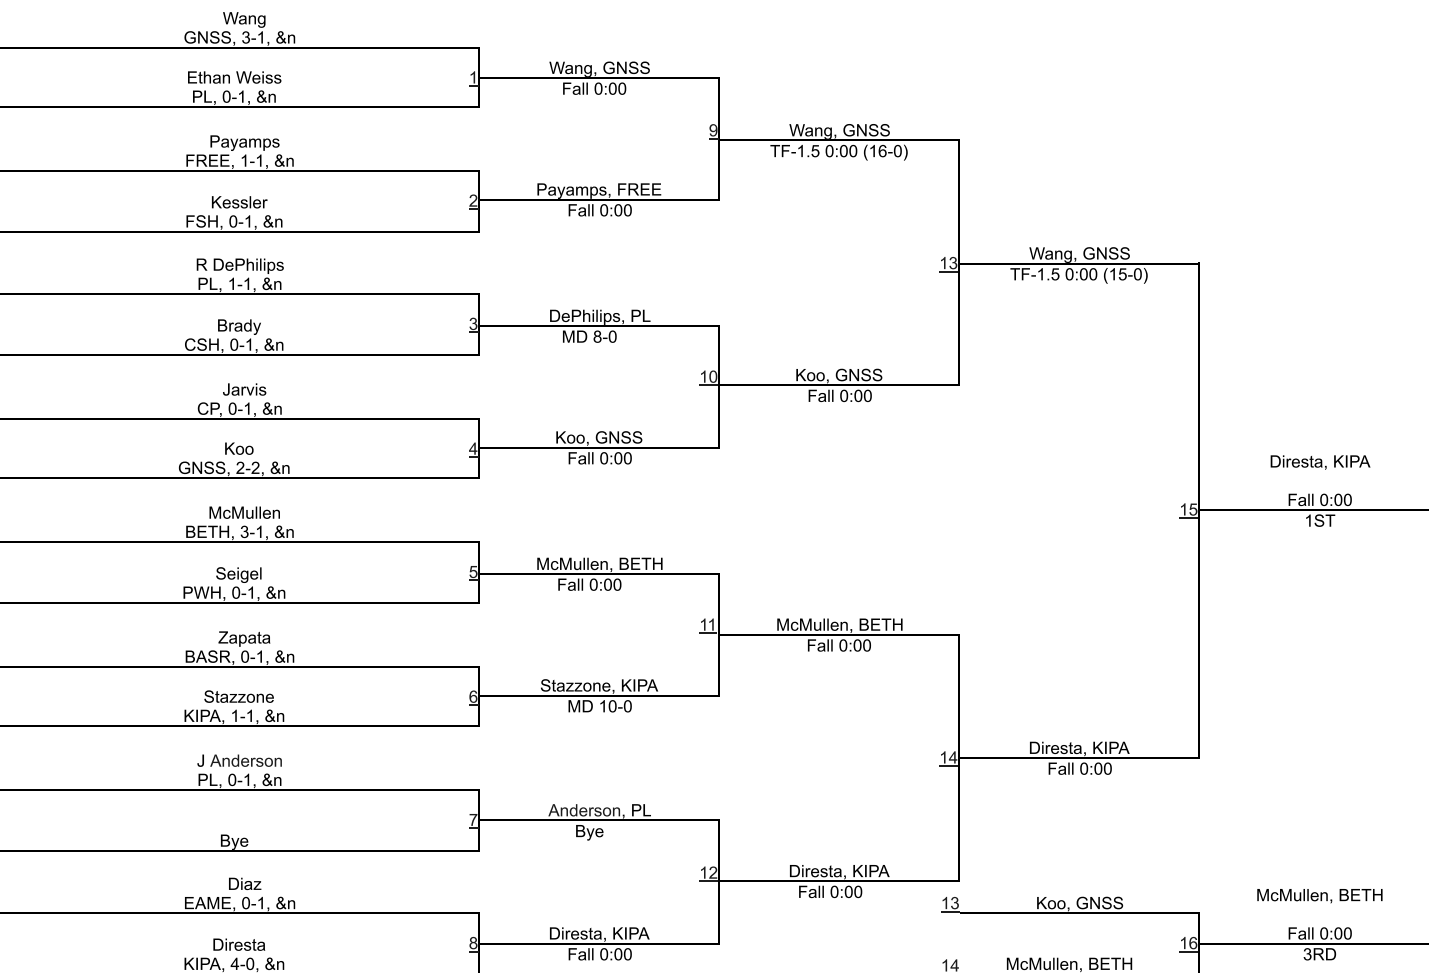 Wang
GNSS, 3-1, &n
Ethan Weiss
PL, 0-1, &n
1
Wang, GNSS
Fall 0:00
Payamps
FREE, 1-1, &n
Kessler
FSH, 0-1, &n
2
Payamps, FREE
Fall 0:00
9
Wang, GNSS
TF-1.5 0:00 (16-0)
R DePhilips
PL, 1-1, &n
Brady
CSH, 0-1, &n
3
DePhilips, PL
MD 8-0
Jarvis
CP, 0-1, &n
Koo
GNSS, 2-2, &n
4
Koo, GNSS
Fall 0:00
10
Koo, GNSS
Fall 0:00
13
Wang, GNSS
TF-1.5 0:00 (15-0)
McMullen
BETH, 3-1, &n
Seigel
PWH, 0-1, &n
5
McMullen, BETH
Fall 0:00
Zapata
BASR, 0-1, &n
Stazzone
KIPA, 1-1, &n
6
Stazzone, KIPA
MD 10-0
11
McMullen, BETH
Fall 0:00
J Anderson
PL, 0-1, &n
Bye
7
Anderson, PL
Bye
Diaz
EAME, 0-1, &n
Diresta
KIPA, 4-0, &n
8
Diresta, KIPA
Fall 0:00
12
Diresta, KIPA
Fall 0:00
14
Diresta, KIPA
Fall 0:00
15
Diresta, KIPA
Fall 0:00
1ST
13
Koo, GNSS
14
McMullen, BETH
16
McMullen, BETH
Fall 0:00
3RD